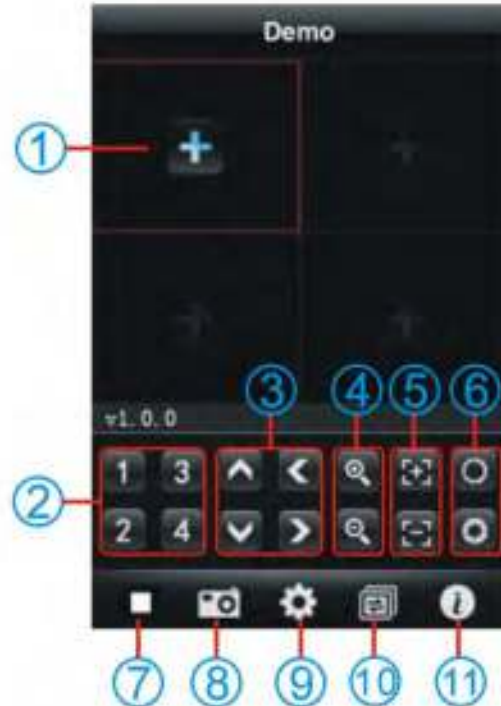 Demo
①
③ ④ ⑤ ⑥
v1.0.0
1 3
②
2 4
i
⑦ ⑧ ⑨ ⑩ ⑪